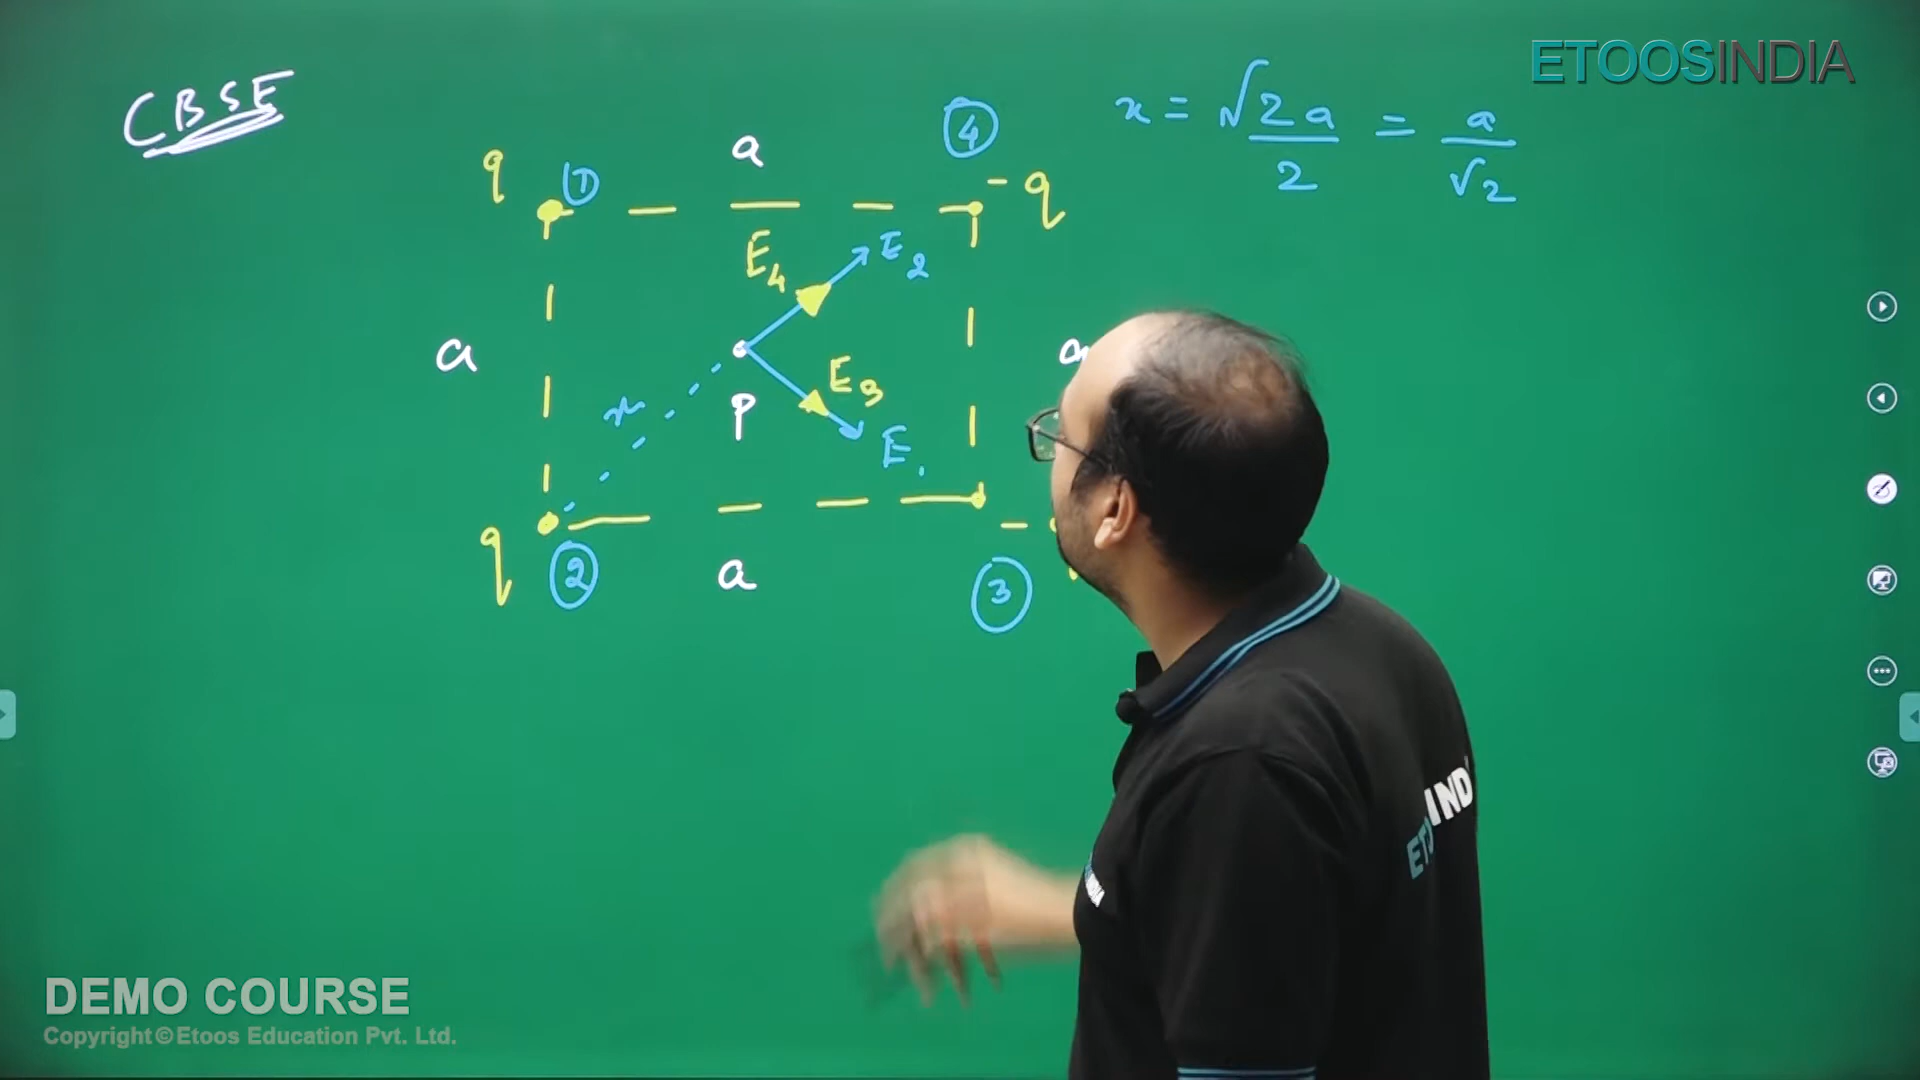 ETOOSINDIA
CBSE
x = √2a / 2 = a / √2
a
④
q ①
- q
E4
E2
a
a
x
P
E3
E1
q
②
a
③
-
IND
DEMO COURSE
Copyright © Etoos Education Pvt. Ltd.